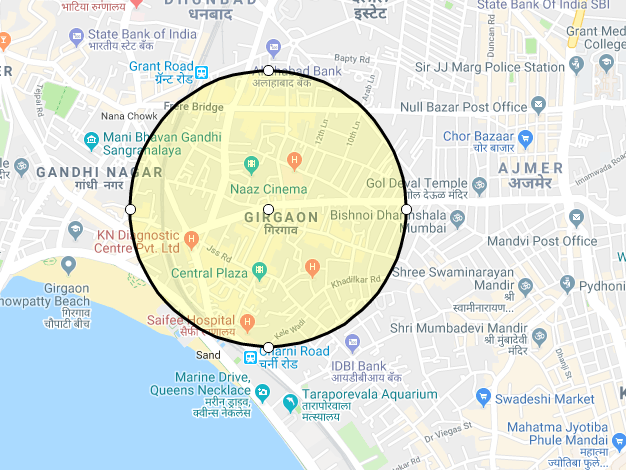 DHONBAD
धनबाद
भाटिया रुग्णालय
इस्टेट
State Bank Of India SBI
State Bank of India
भारतीय स्टेट बँक
Grant Med
College
Duncan Rd
Bapty Rd
Grant Road
ग्रॅन्ट रोड
Allahabad Bank
अलाहाबाद बँक
Sir JJ Marg Police Station
Arab Ln
Tejpal Rd
Frere Bridge
Nana Chowk
Null Bazar Post Office
12th Ln
10th Ln
Mani Bhavan Gandhi
Sangrahalaya
Chor Bazaar
चोर बाजार
GANDHI NAGAR
गांधी नगर
AJMER
अजमेर
Imamwada Road
Naaz Cinema
Gol Deval Temple
गोल देऊळ मंदिर
GIRGAON
गिरगाव
Bishnoi Dharmshala
Mumbai
KN Diagnostic
Centre Pvt. Ltd
Mandvi Post Office
Jss Rd
Central Plaza
Khadilkar Rd
Girgaon
howpatty Beach
गिरगाव
चौपाटी बीच
Shree Swaminarayan
Mandir
श्री
स्वामीनारायण...
Pydhoni
Saifee Hospital
सैफी रुग्णालय
Kele Wadi
Shri Mumbadevi Mandir
श्री मुंबादेवी
मंदिर
Sand
Charni Road
चर्नी रोड
IDBI Bank
आयडीबीआय बँक
Dhanji St
Marine Drive,
Queens Necklace
मरीन ड्राइव,
क्वीन्स नेकलेस
Taraporevala Aquarium
तारापोरवाला
मत्स्यालय
Swadeshi Market
Dr Viegas St
Mahatma Jyotiba
Phule Mandai
महात्मा
ज्योतिबा फुले...